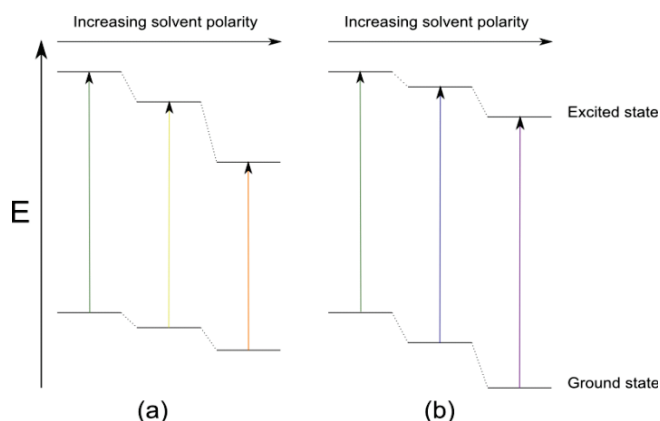 Increasing solvent polarity
Increasing solvent polarity
Excited state
E
Ground state
(a)
(b)